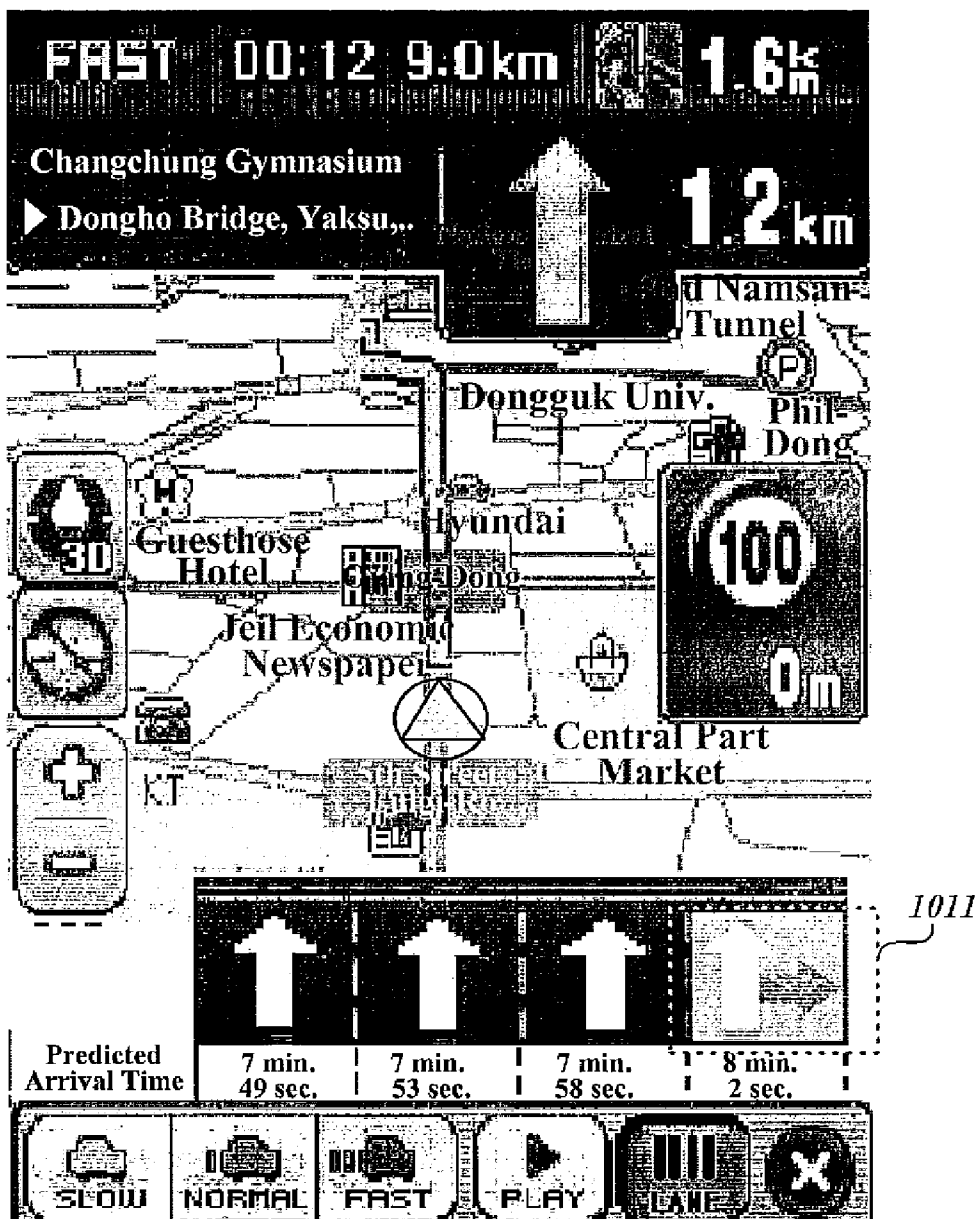 FAST 00:12 9.0km 1.6km
Changchung Gymnasium
▶ Dongho Bridge, Yaksu,..
1.2km
d Namsan
Tunnel
P
Dongguk Univ.
Phil-
Dong
H
30
Hyundai
Guesthose
Hotel
100
-Dong
Jeil Economic
Newspaper
0m
Central Part
Market
KT
1011
Predicted
Arrival Time
7 min.
49 sec.
7 min.
53 sec.
7 min.
58 sec.
8 min.
2 sec.
SLOW NORMAL FAST PLAY LANE